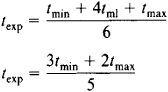 t_exp = (t_min + 4t_ml + t_max) / 6
t_exp = (3t_min + 2t_max) / 5